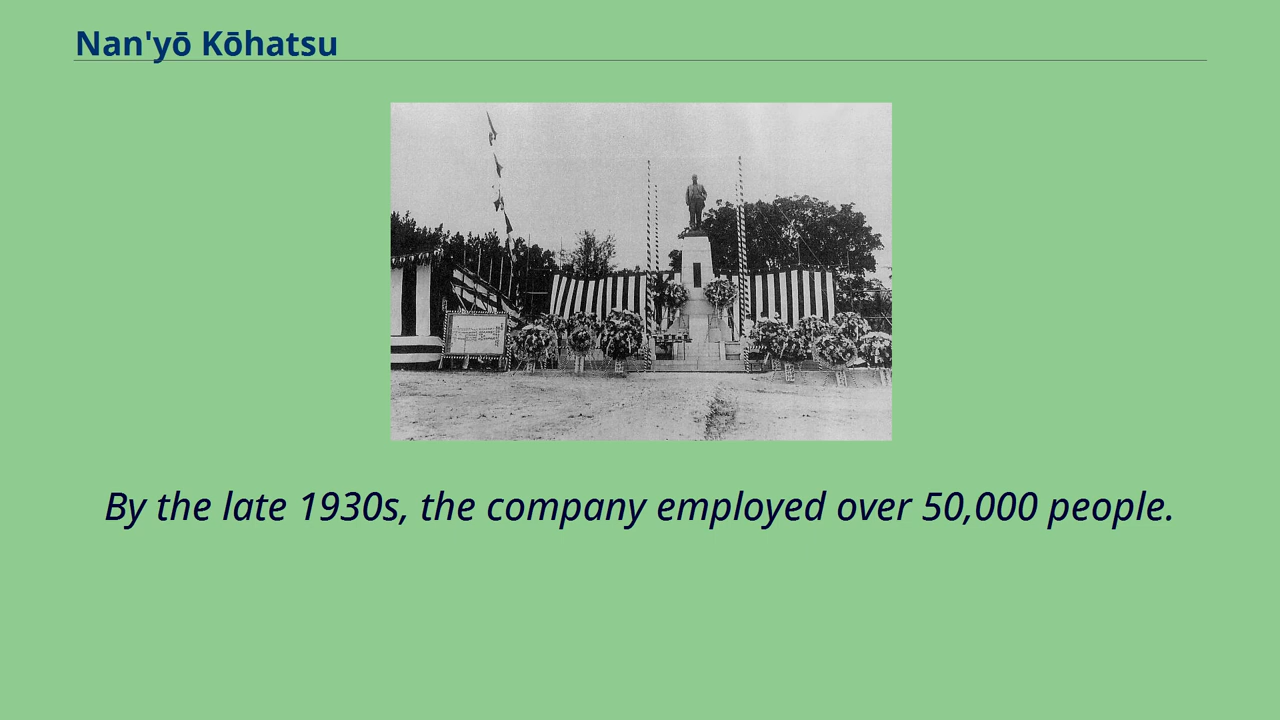 Nan'yō Kōhatsu
By the late 1930s, the company employed over 50,000 people.